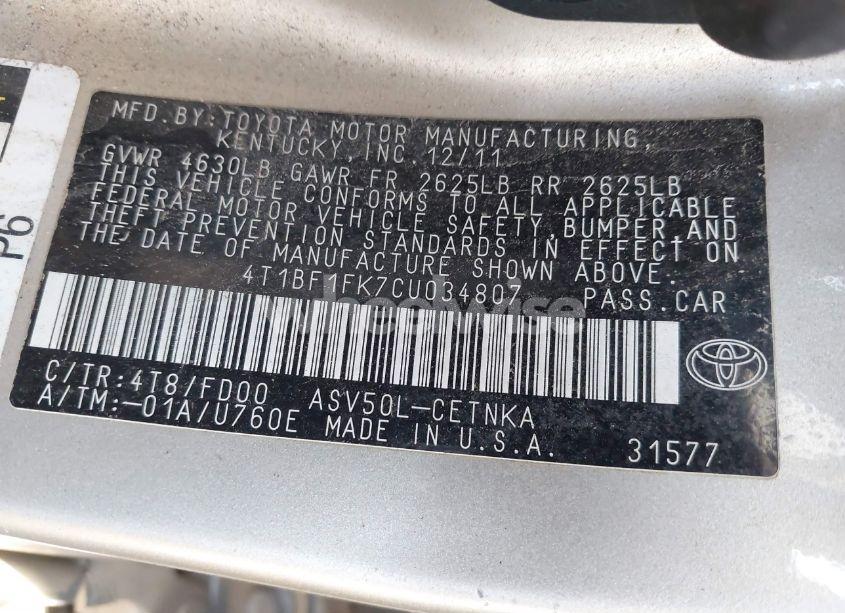 MFD. BY: TOYOTA MOTOR MANUFACTURING,
KENTUCKY, INC. 12/11
GVWR 4630LB GAWR FR 2625LB RR 2625LB
THIS VEHICLE CONFORMS TO ALL APPLICABLE
FEDERAL MOTOR VEHICLE SAFETY, BUMPER, AND
THEFT PREVENTION STANDARDS IN EFFECT ON
THE DATE OF MANUFACTURE SHOWN ABOVE.
4T1BF1FK7CU034807 PASS. CAR
wheelwise
C/TR: 4T8/FD00 ASV50L-CETNKA
A/TM: -01A/U760E MADE IN U.S.A. 31577
P6